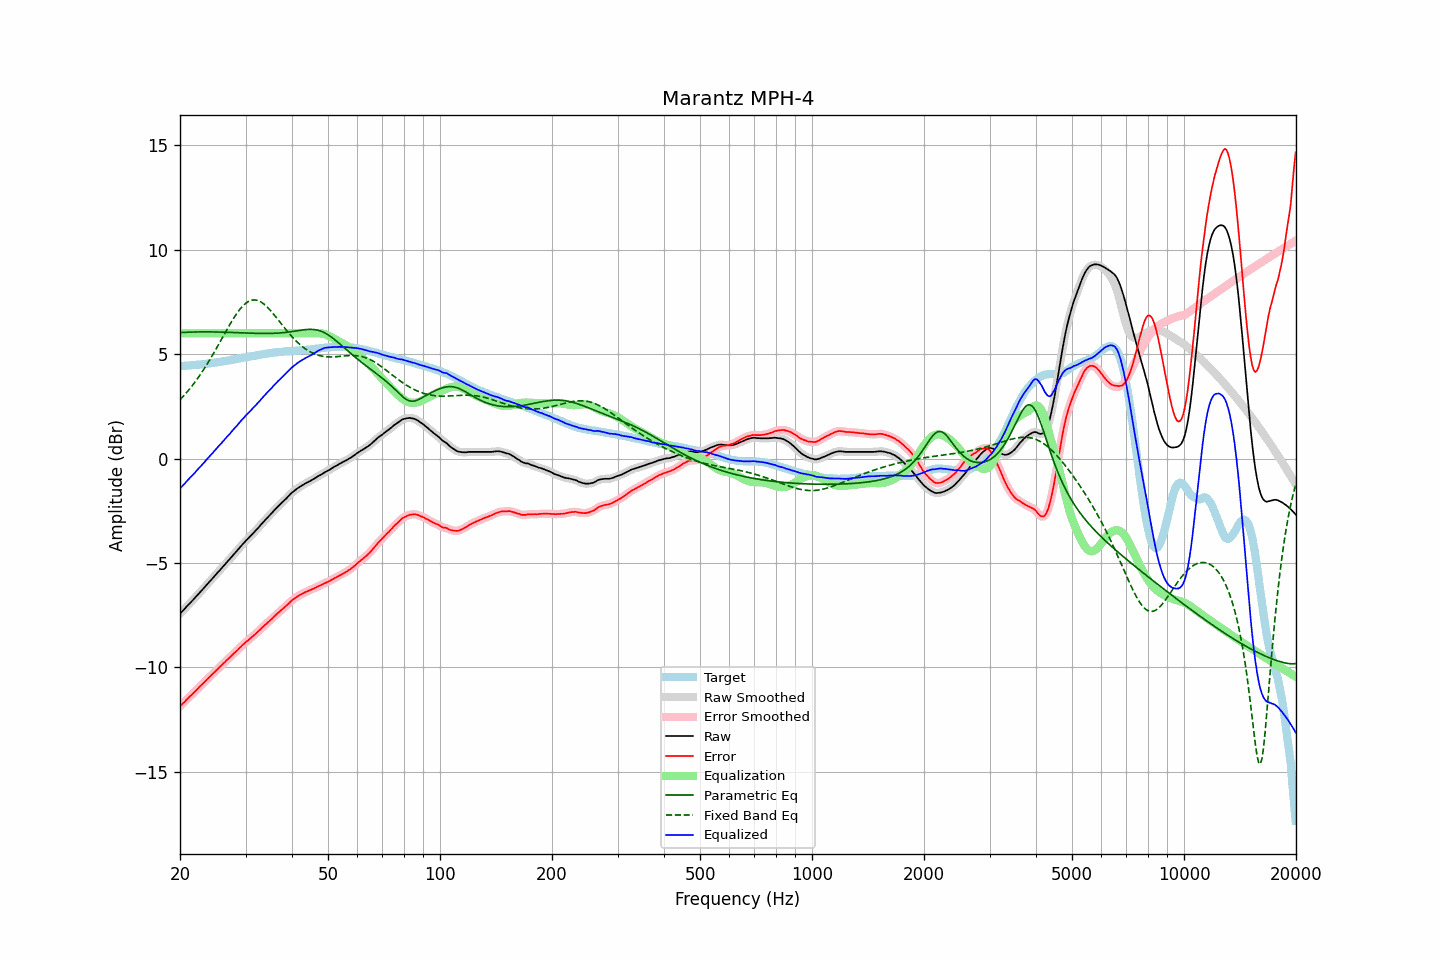 Marantz MPH-4
Amplitude (dBr)
15
10
5
0
−5
−10
−15
Target
Raw Smoothed
Error Smoothed
Raw
Error
Equalization
Parametric Eq
Fixed Band Eq
Equalized
20 50 100 200 500 1000 2000 5000 10000 20000
Frequency (Hz)